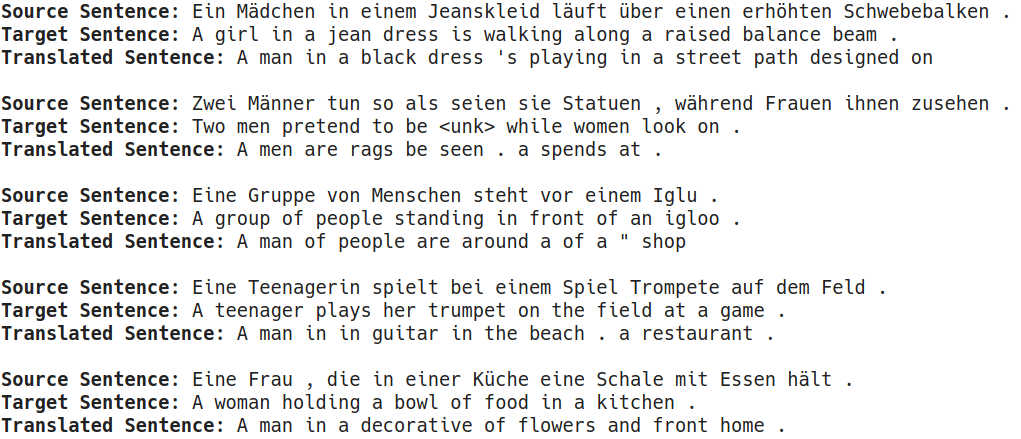 Source Sentence: Ein Mädchen in einem Jeanskleid läuft über einen erhöhten Schwebebalken .
Target Sentence: A girl in a jean dress is walking along a raised balance beam .
Translated Sentence: A man in a black dress 's playing in a street path designed on
Source Sentence: Zwei Männer tun so als seien sie Statuen , während Frauen ihnen zusehen .
Target Sentence: Two men pretend to be <unk> while women look on .
Translated Sentence: A men are rags be seen . a spends at .
Source Sentence: Eine Gruppe von Menschen steht vor einem Iglu .
Target Sentence: A group of people standing in front of an igloo .
Translated Sentence: A man of people are around a of a " shop
Source Sentence: Eine Teenagerin spielt bei einem Spiel Trompete auf dem Feld .
Target Sentence: A teenager plays her trumpet on the field at a game .
Translated Sentence: A man in in guitar in the beach . a restaurant .
Source Sentence: Eine Frau , die in einer Küche eine Schale mit Essen hält .
Target Sentence: A woman holding a bowl of food in a kitchen .
Translated Sentence: A man in a decorative of flowers and front home .